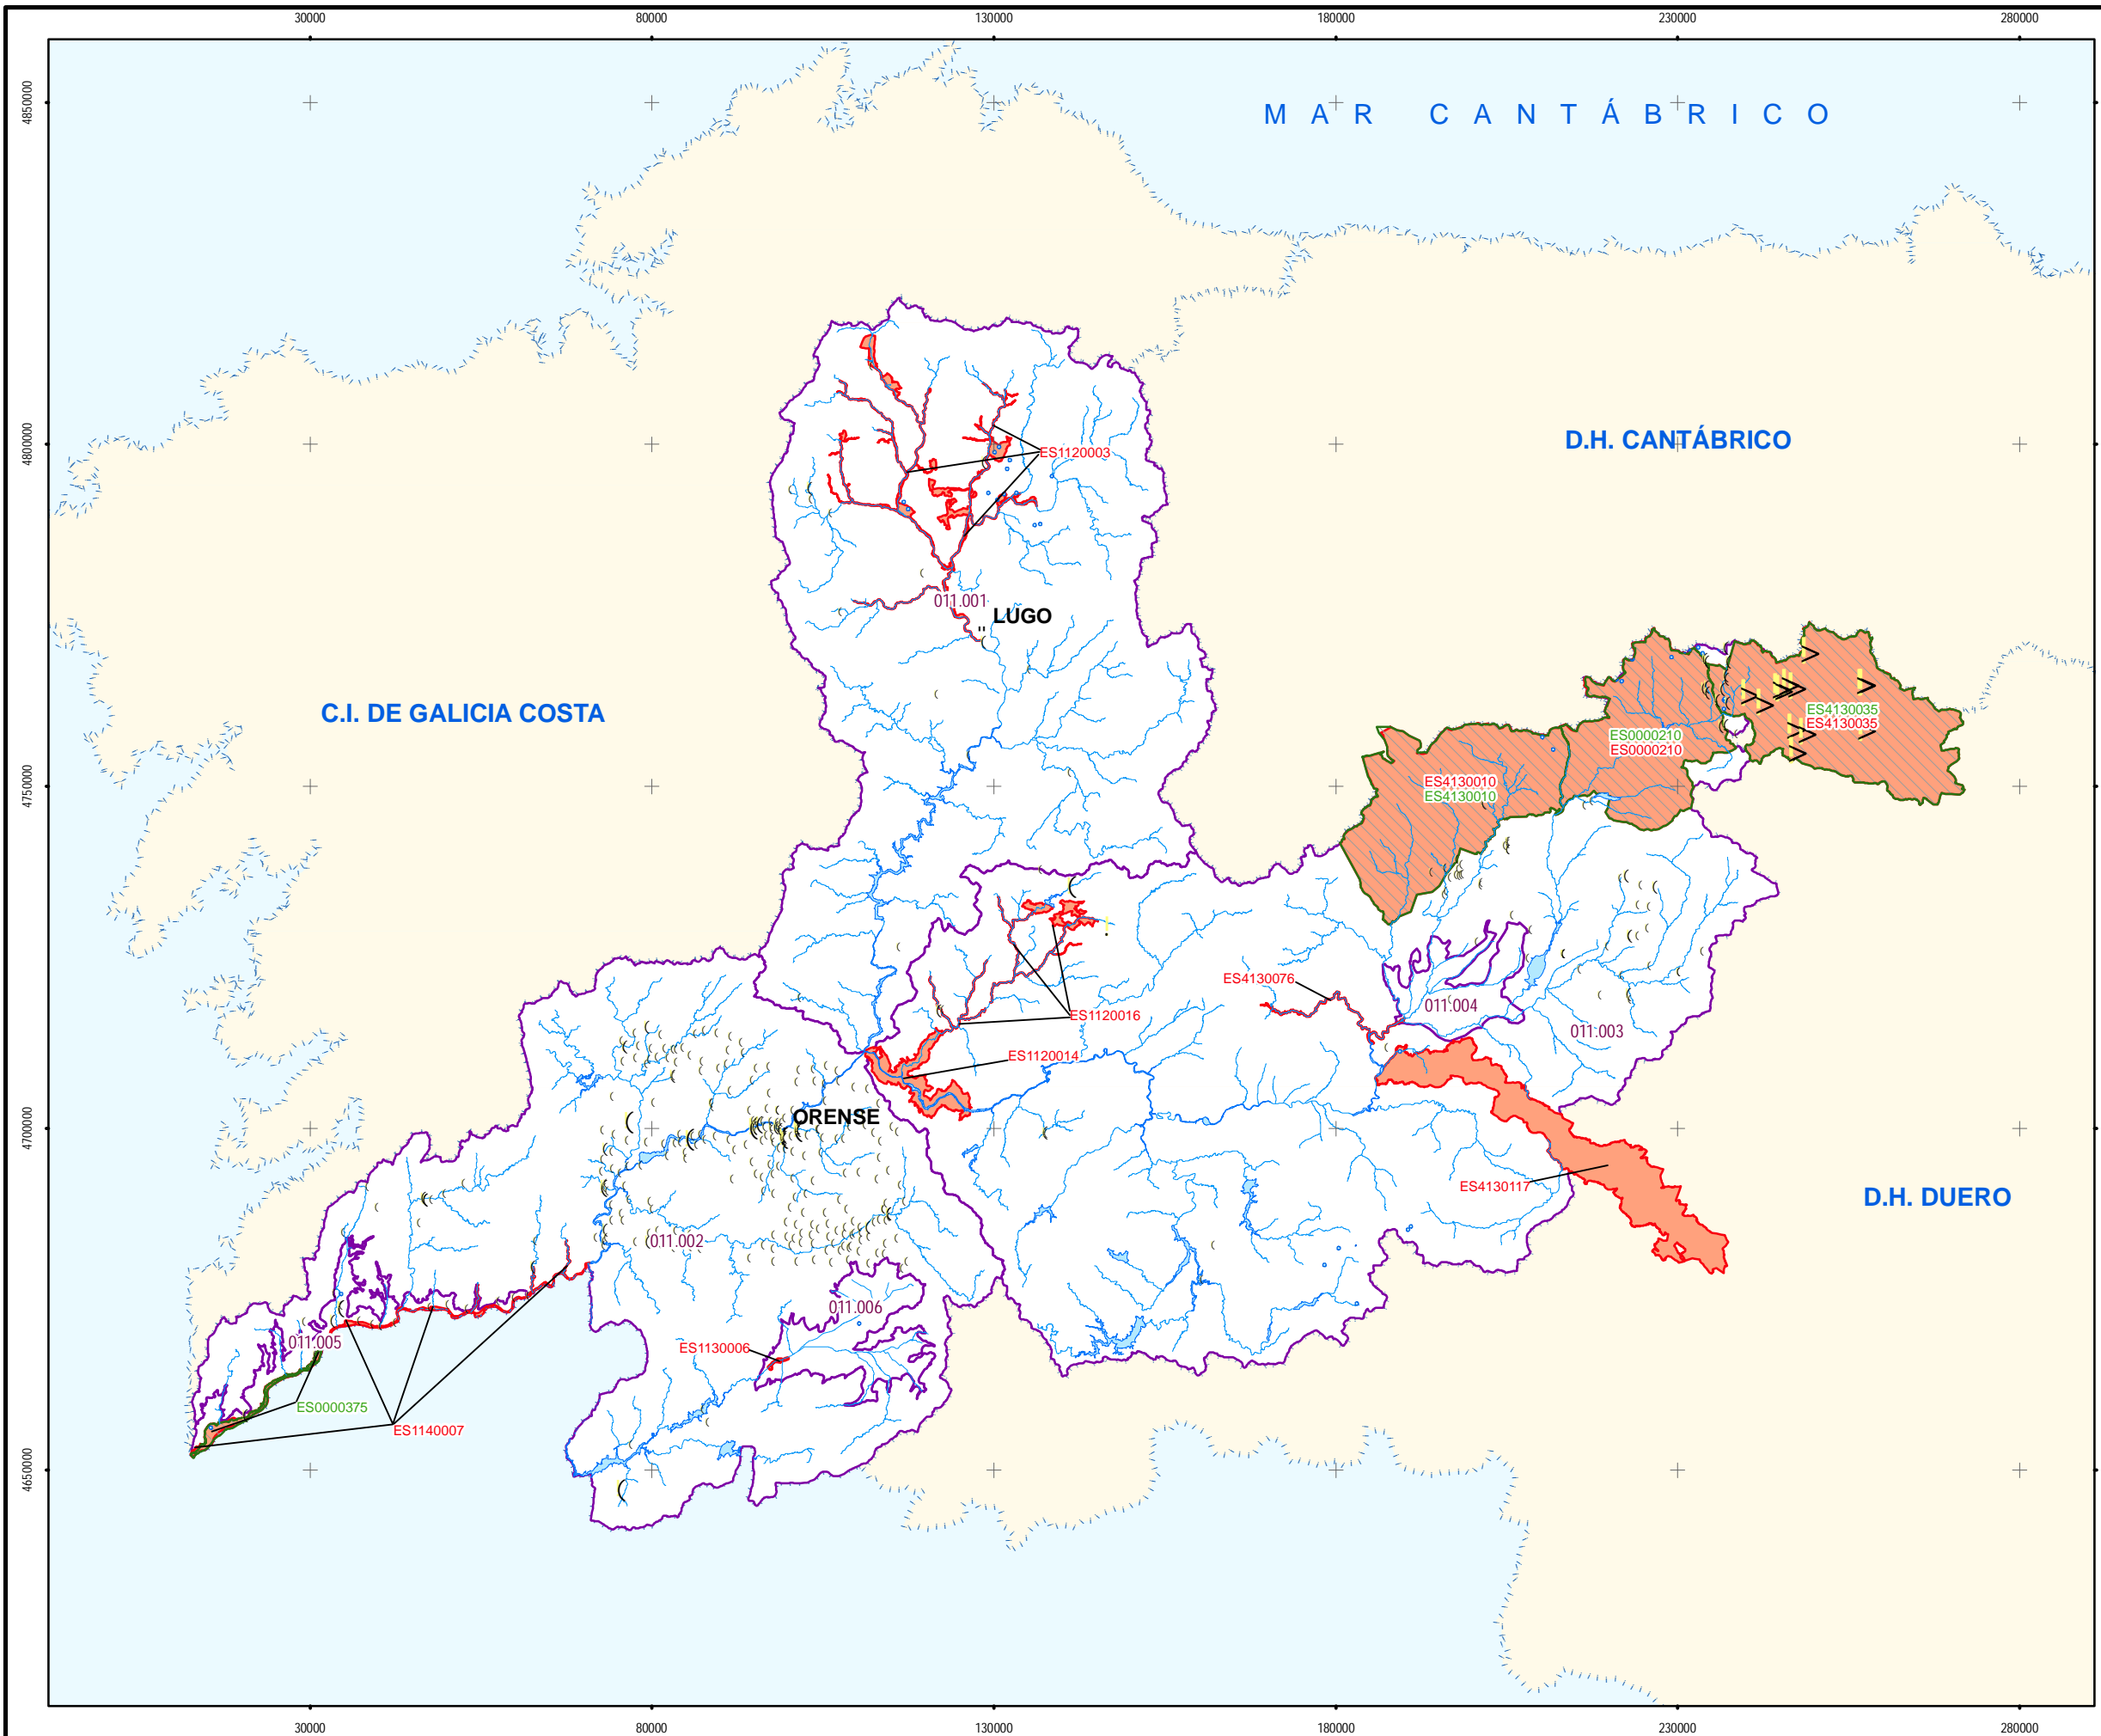 30000 80000 130000 180000 230000 280000
4850000
MAR CANTÁBRICO
4800000
D.H. CANTÁBRICO
ES1120003
011.001
LUGO
C.I. DE GALICIA COSTA
ES4130035
ES4130035
ES0000210
ES0000210
ES4130010
ES4130010
4750000
ES4130076
011.004
ES1120016
011.003
ES1120014
ORENSE
4700000
ES4130117
D.H. DUERO
011.002
011.006
011.005
ES1130006
ES0000375
ES1140007
4650000
30000 80000 130000 180000 230000 280000